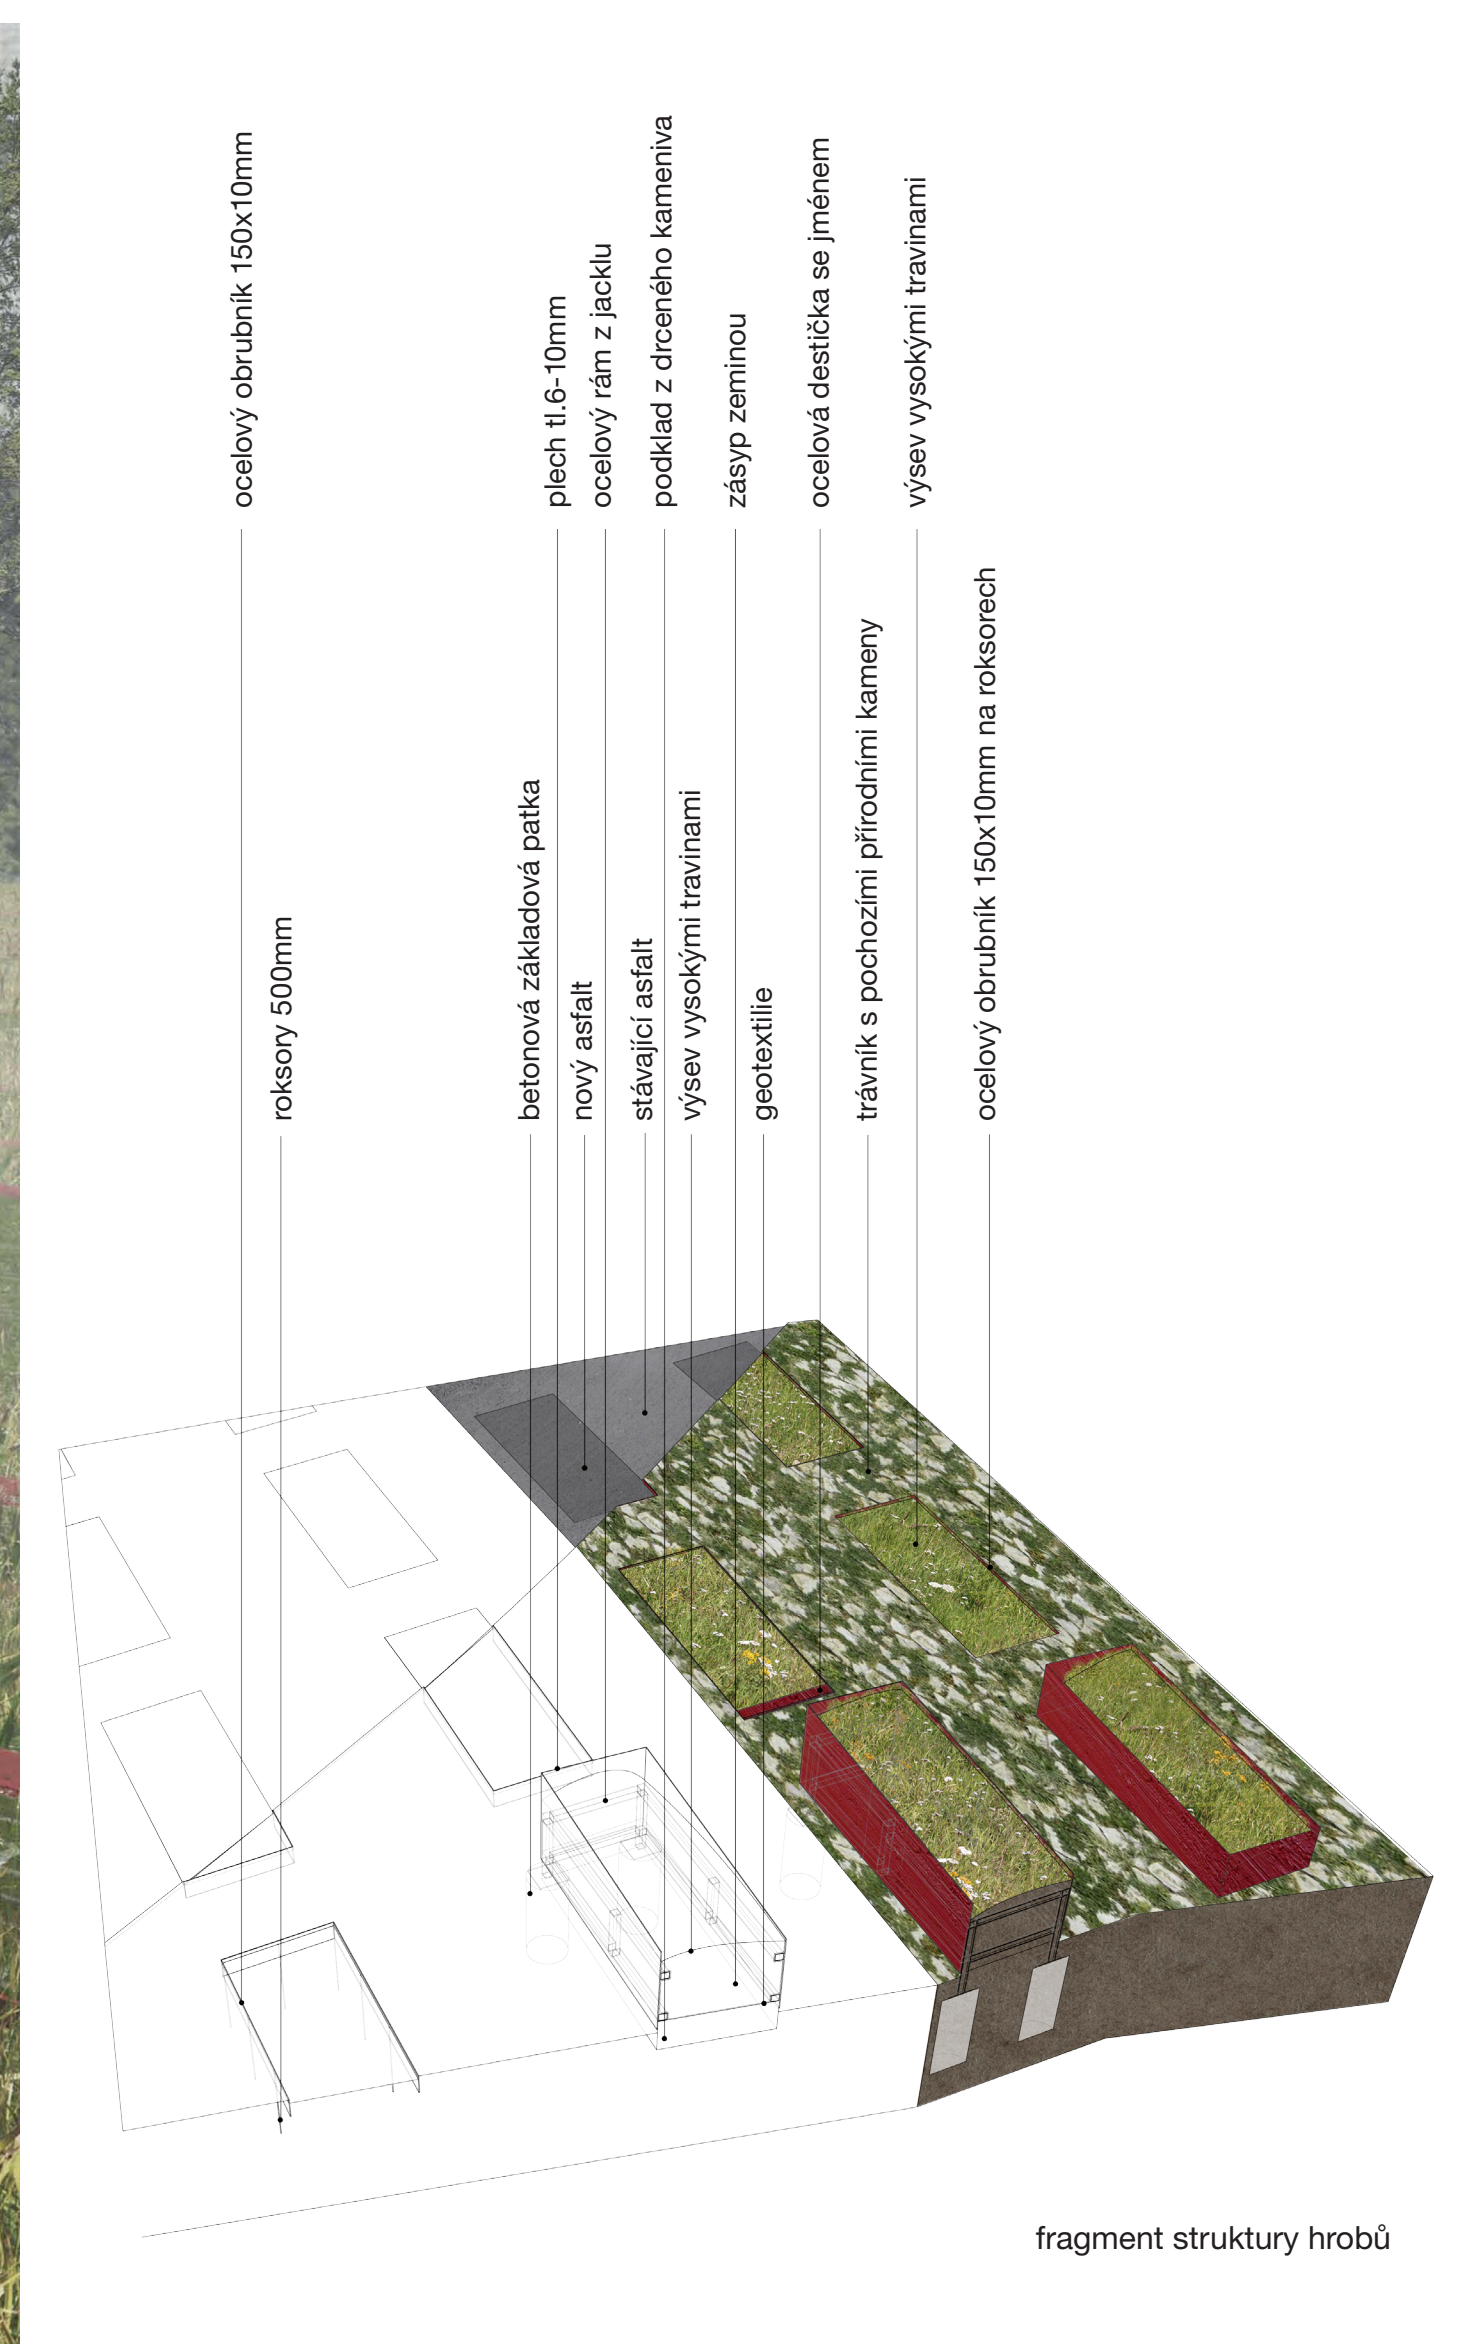 ocelový obrubník 150x10mm
plech tl.6-10mm
ocelový rám z jacklu
podklad z drceného kameniva
zásyp zeminou
ocelová destička se jménem
výsev vysokými travinami
roksory 500mm
betonová základová patka
nový asfalt
stávající asfalt
výsev vysokými travinami
geotextilie
trávník s pochozími přírodními kameny
ocelový obrubník 150x10mm na roksorech
fragment struktury hrobů